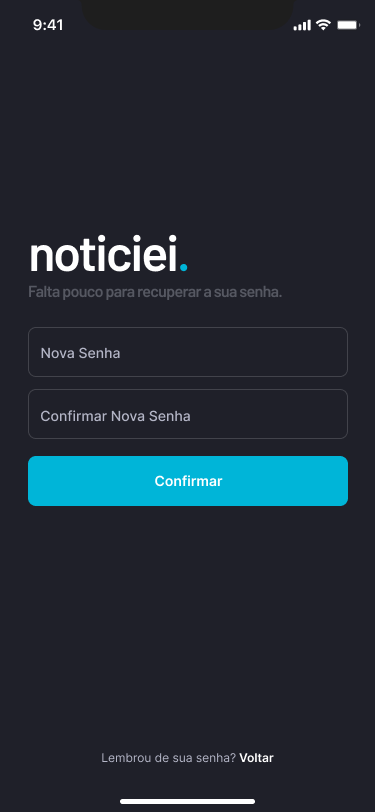 9:41
noticiei.
Falta pouco para recuperar a sua senha.
Nova Senha
Confirmar Nova Senha
Confirmar
Lembrou de sua senha? Voltar